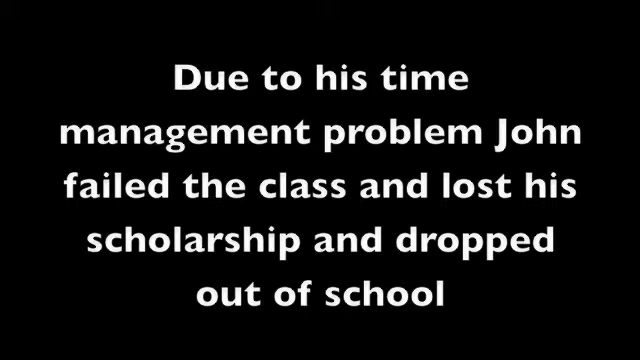 Due to his time
management problem John
failed the class and lost his
scholarship and dropped
out of school